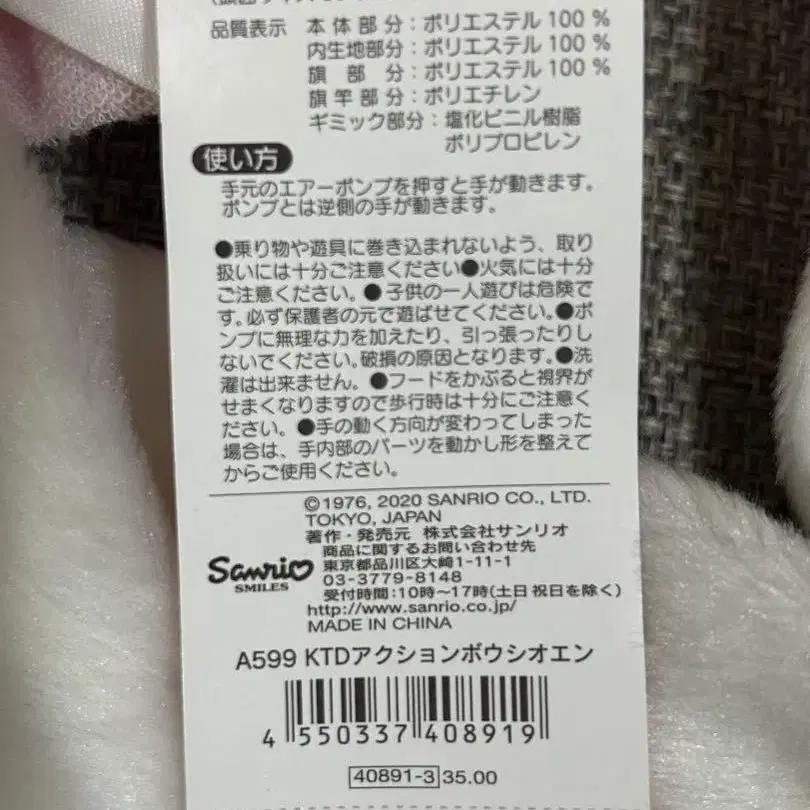 品質表示 本体部分:ポリエステル100%
内生地部分:ポリエステル100%
旗部分:ポリエステル100%
旗竿部分:ポリエチレン
ギミック部分:塩化ビニル樹脂
ポリプロピレン
使い方
手元のエアーポンプを押すと手が動きます。
ポンプとは逆側の手が動きます。
●乗り物や遊具に巻き込まれないよう、取り
扱いには十分ご注意ください●火気には十分
ご注意ください。●子供の一人遊びは危険で
す。必ず保護者の元で遊ばせてください。●ポ
ンプに無理な力を加えたり、引っ張ったりし
ないでください。破損の原因となります。●洗
濯は出来ません。●フードをかぶると視界が
せまくなりますので歩行時は十分にご注意く
ださい。●手の動く方向が変わってしまった
場合は、手内部のパーツを動かし形を整えて
からご使用ください。
©1976, 2020 SANRIO CO., LTD.
TOKYO, JAPAN
著作・発売元 株式会社サンリオ
商品に関するお問い合わせ先
東京都品川区大崎1-11-1
03-3779-8148
受付時間:10時〜17時(土日祝日を除く)
http://www.sanrio.co.jp/
MADE IN CHINA
Sanrio
SMILES
A599 KTDアクションボウシオエン
4 550337 408919
40891-3 35.00